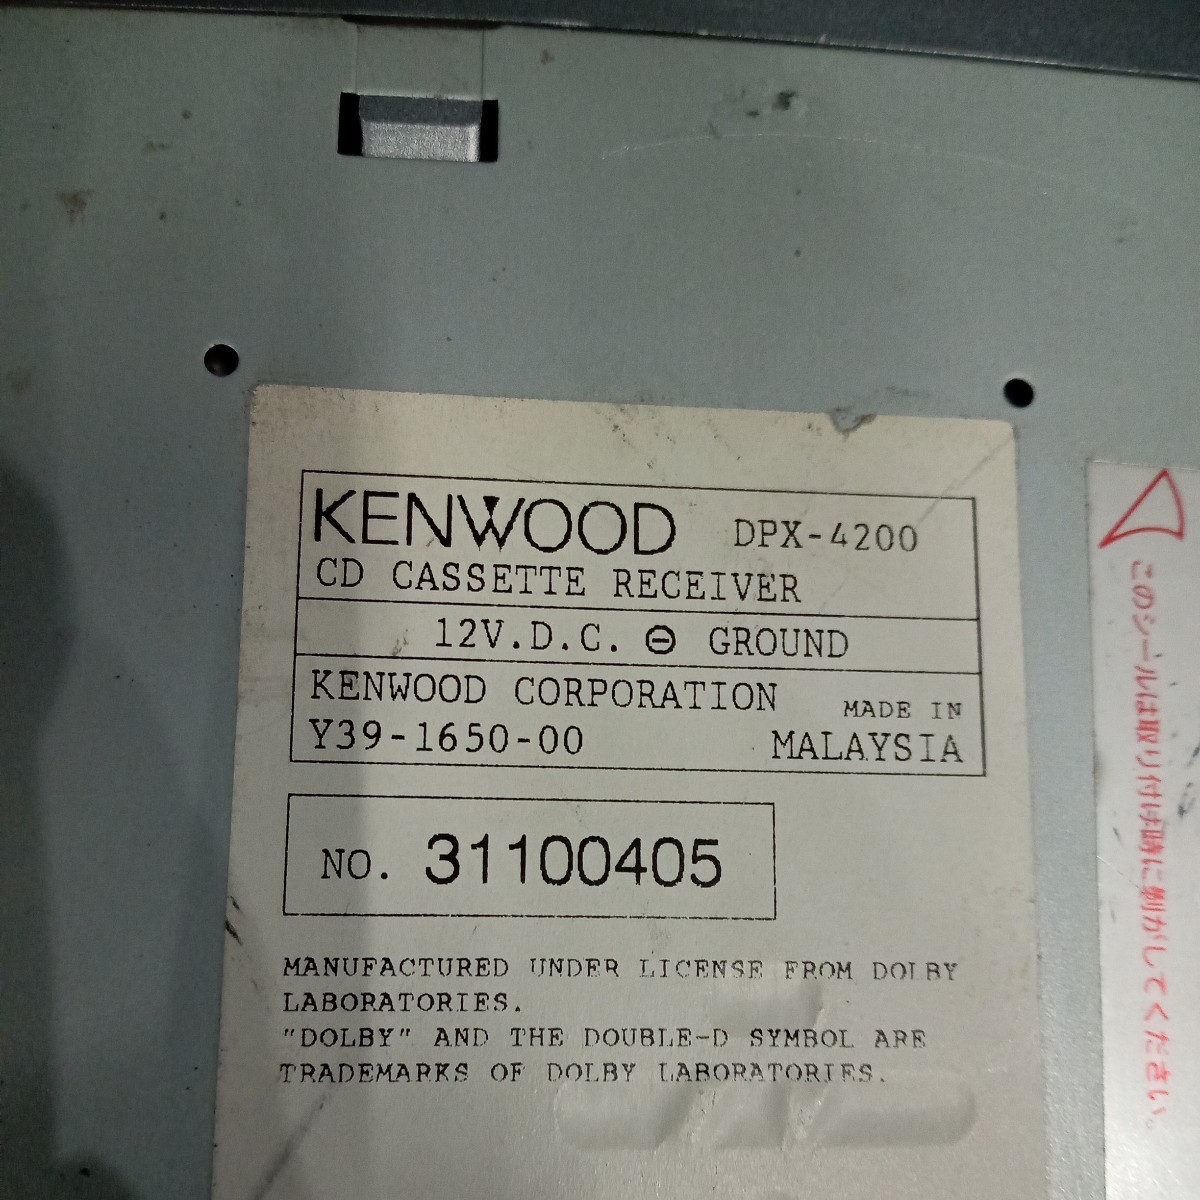 KENWOOD DPX-4200
CD CASSETTE RECEIVER
12V.D.C. ⊖ GROUND
KENWOOD CORPORATION
Y39-1650-00
MADE IN
MALAYSIA
NO. 31100405
MANUFACTURED UNDER LICENSE FROM DOLBY
LABORATORIES.
"DOLBY" AND THE DOUBLE-D SYMBOL ARE
TRADEMARKS OF DOLBY LABORATORIES.
このシールは取り付け時に剥がしてください。